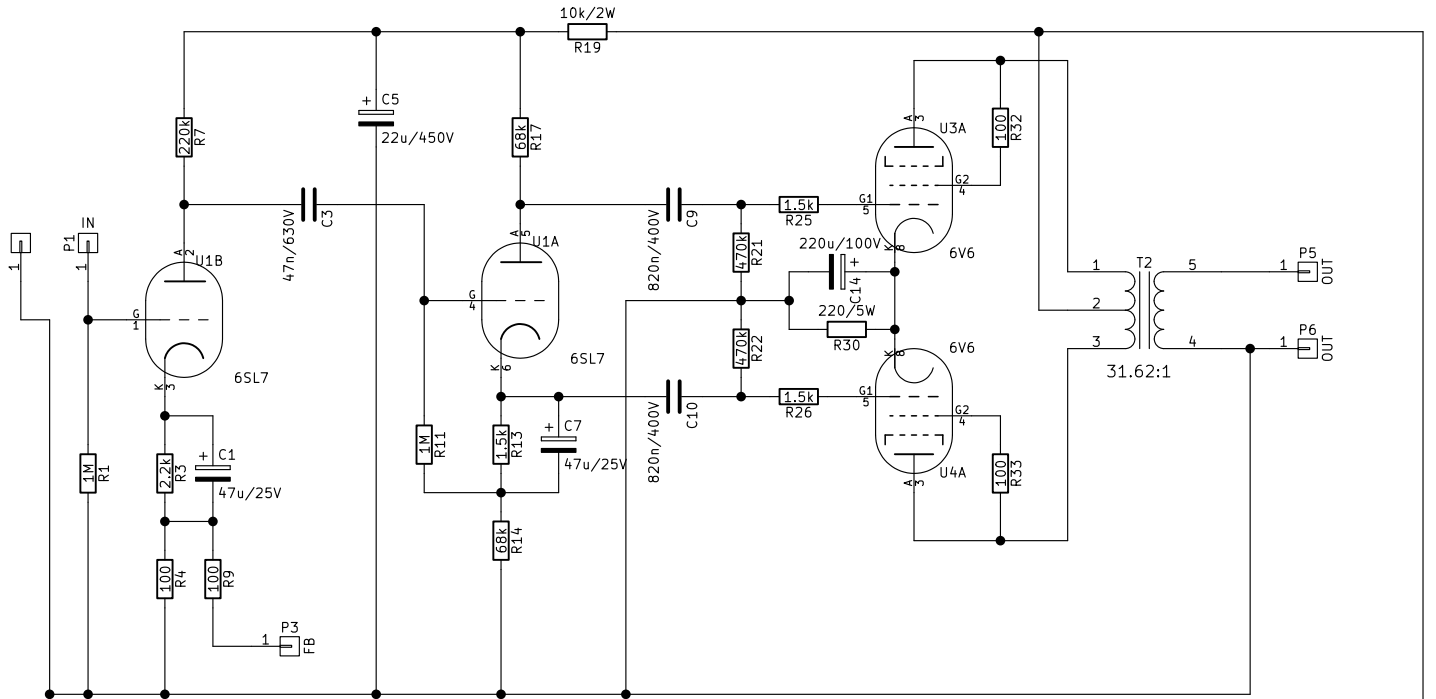 10k/2W
R19
+ C5
22u/450V
220k
R7
68k
R17
A
3
U3A
100
R32
G2
4
G1
5
K
8
6V6
47n/630V
C3
820n/400V
C9
1.5k
R25
470k
R21
220u/100V
+
C14
220/5W
R30
1
P1
IN
1
A
2
U1B
G
1
K
3
6SL7
A
5
U1A
G
4
K
6
6SL7
470k
R22
K
8
6V6
G1
5
G2
4
A
3
U4A
100
R33
820n/400V
C10
1.5k
R26
1
2
3
T2
5
4
31.62:1
1
P5
OUT
1
P6
OUT
1M
R1
2.2k
R3
+ C1
47u/25V
1M
R11
1.5k
R13
+ C7
47u/25V
68k
R14
100
R4
100
R9
1
P3
FB